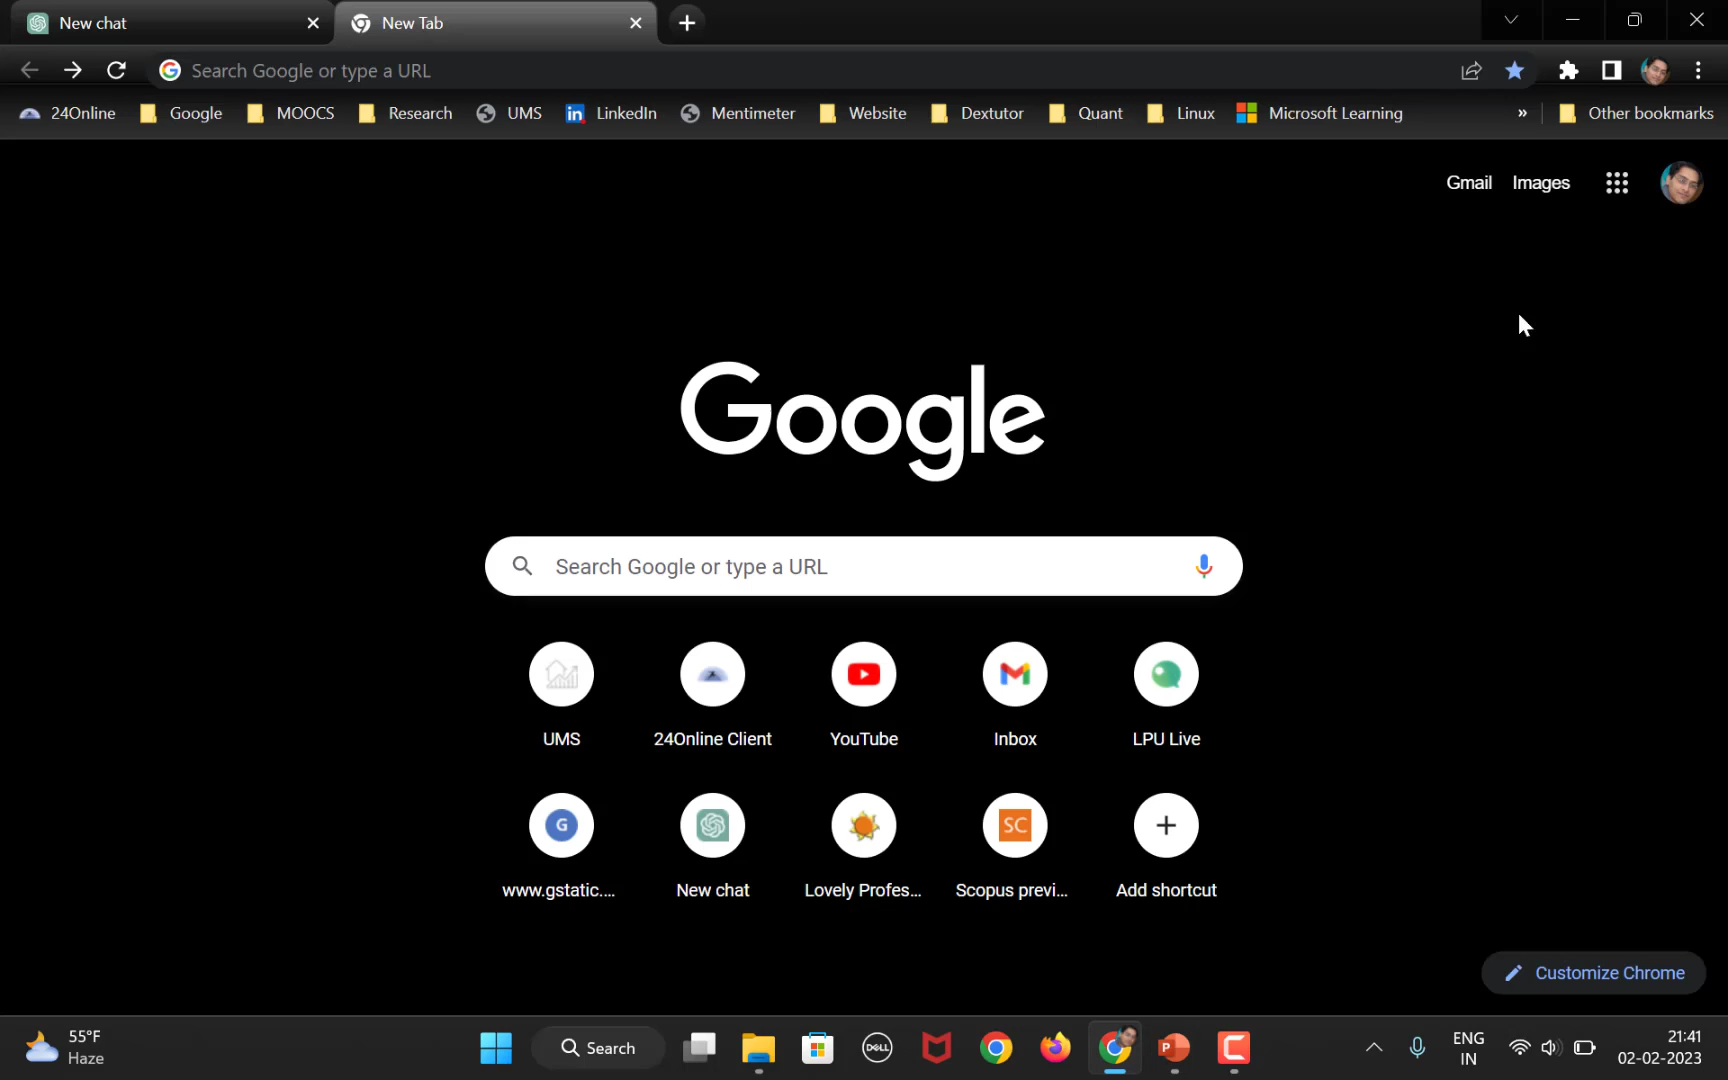 New chat
New Tab
Search Google or type a URL
24Online
Google
MOOCS
Research
UMS
in
LinkedIn
Mentimeter
Website
Dextutor
Quant
Linux
Microsoft Learning
»
Other bookmarks
Gmail
Images
Google
Search Google or type a URL
UMS
24Online Client
YouTube
Inbox
LPU Live
G
SC
www.gstatic....
New chat
Lovely Profes...
Scopus previ...
Add shortcut
Customize Chrome
55°F
Haze
Search
DELL
P
ENG
IN
21:41
02-02-2023